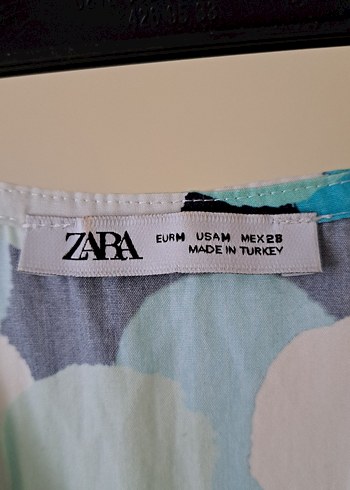 ZARA
EUR M USA M MEX 28
MADE IN TURKEY